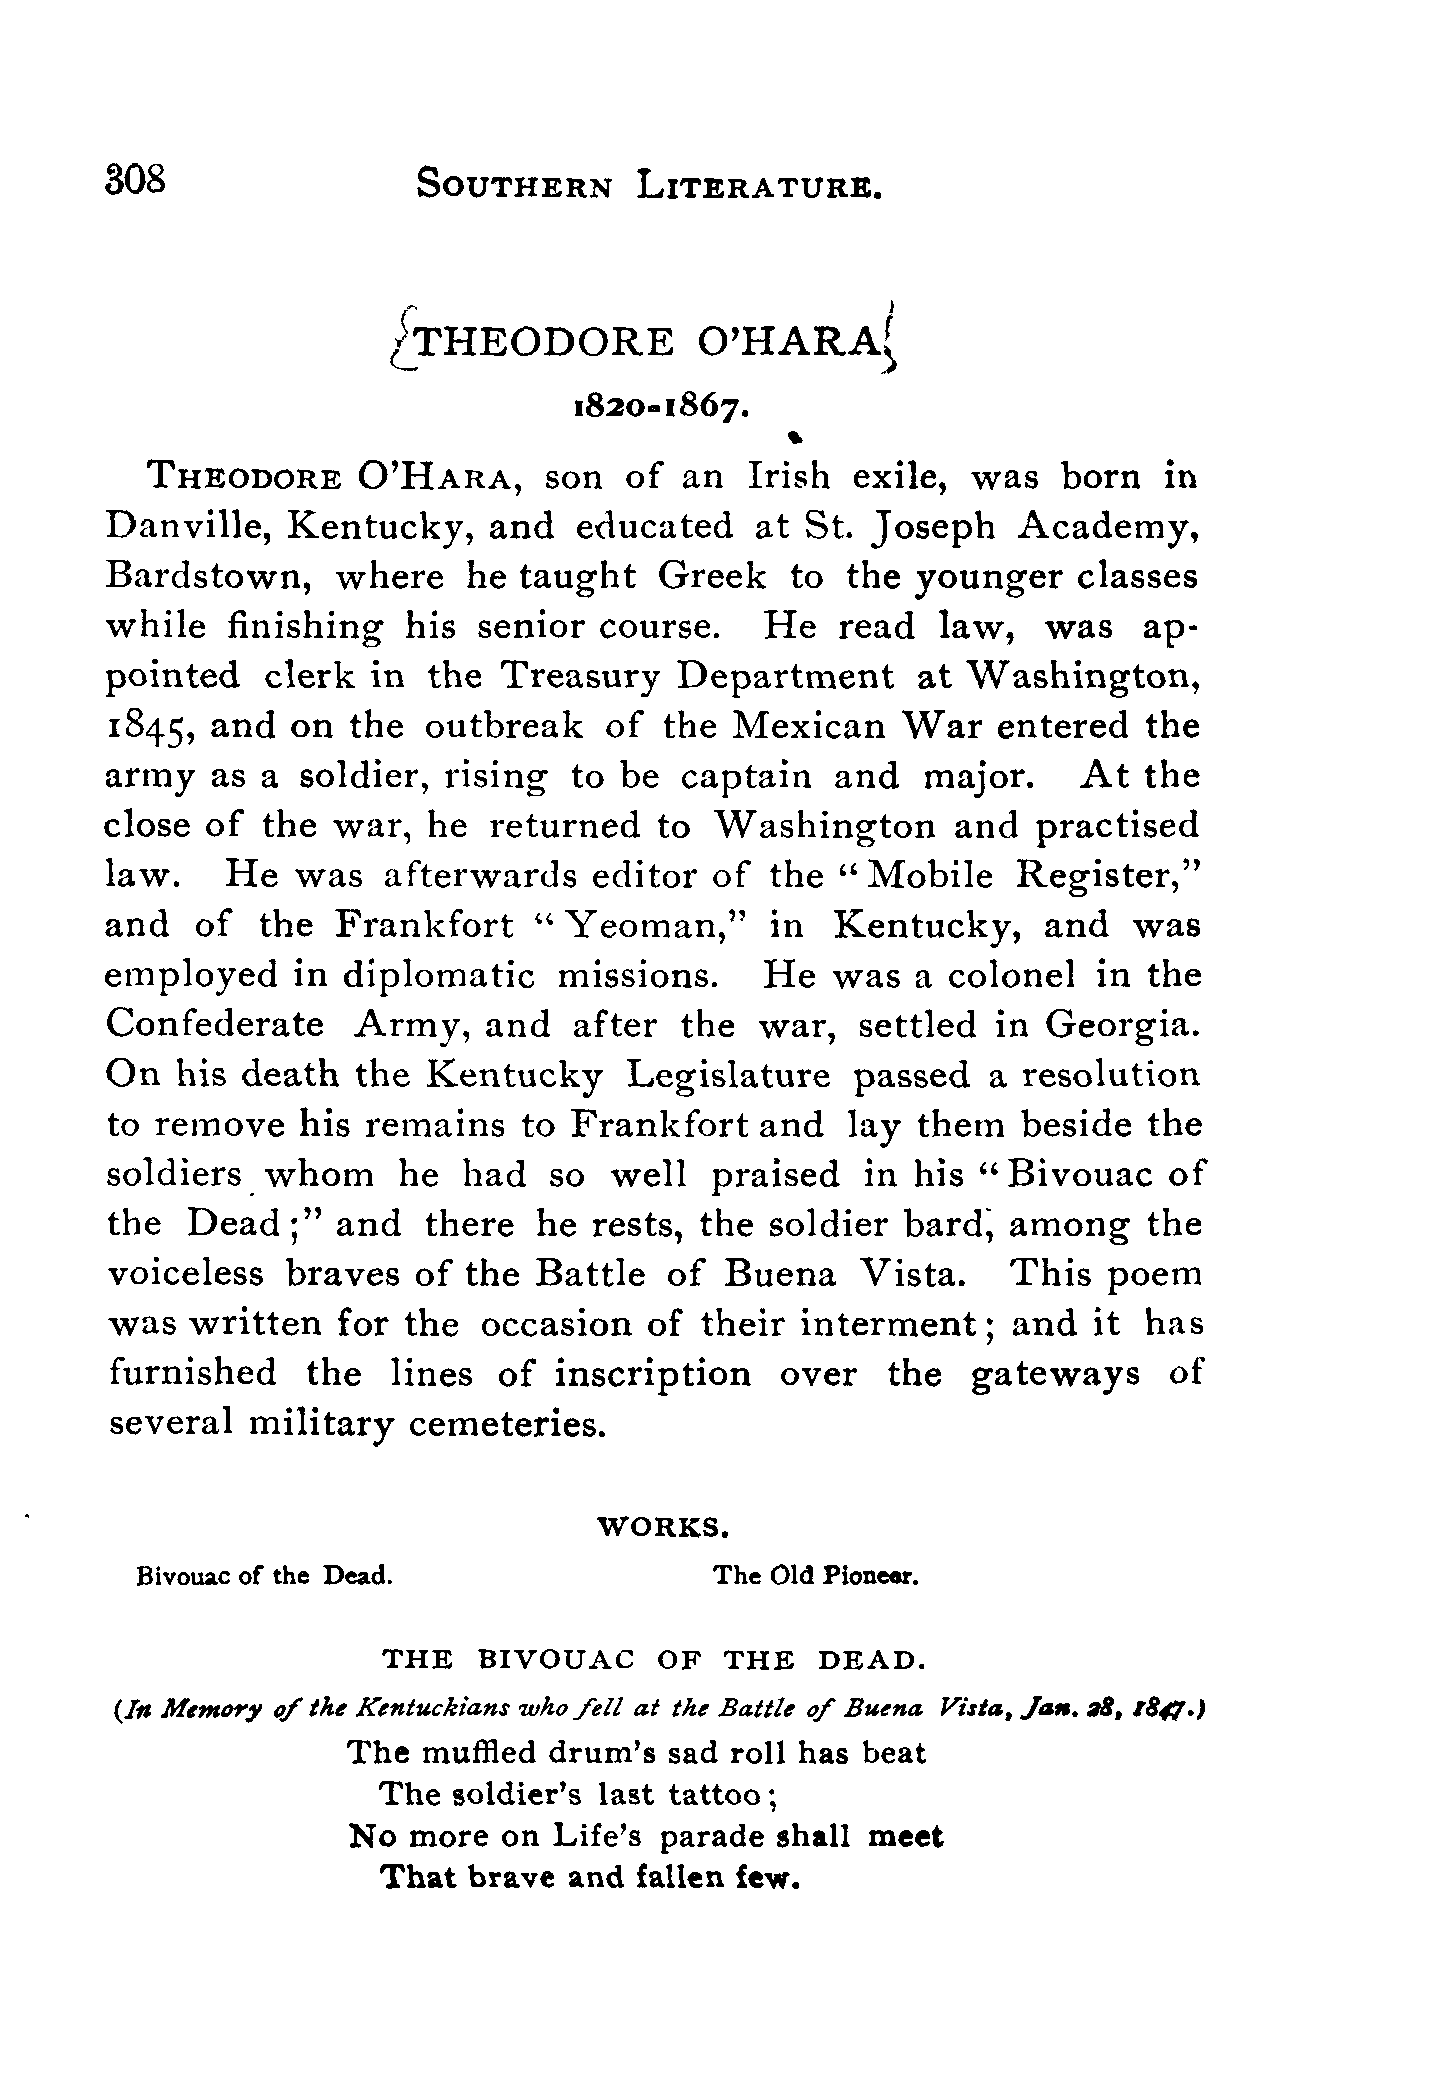 308 SOUTHERN LITERATURE.
THEODORE O'HARA
1820-1867.
THEODORE O'HARA, son of an Irish exile, was born in
Danville, Kentucky, and educated at St. Joseph Academy,
Bardstown, where he taught Greek to the younger classes
while finishing his senior course. He read law, was ap-
pointed clerk in the Treasury Department at Washington,
1845, and on the outbreak of the Mexican War entered the
army as a soldier, rising to be captain and major. At the
close of the war, he returned to Washington and practised
law. He was afterwards editor of the "Mobile Register,"
and of the Frankfort "Yeoman," in Kentucky, and was
employed in diplomatic missions. He was a colonel in the
Confederate Army, and after the war, settled in Georgia.
On his death the Kentucky Legislature passed a resolution
to remove his remains to Frankfort and lay them beside the
soldiers whom he had so well praised in his "Bivouac of
the Dead;" and there he rests, the soldier bard, among the
voiceless braves of the Battle of Buena Vista. This poem
was written for the occasion of their interment; and it has
furnished the lines of inscription over the gateways of
several military cemeteries.
WORKS.
Bivouac of the Dead. The Old Pioneer.
THE BIVOUAC OF THE DEAD.
(In Memory of the Kentuckians who fell at the Battle of Buena Vista, Jan. 28, 1847.)
The muffled drum's sad roll has beat
The soldier's last tattoo;
No more on Life's parade shall meet
That brave and fallen few.